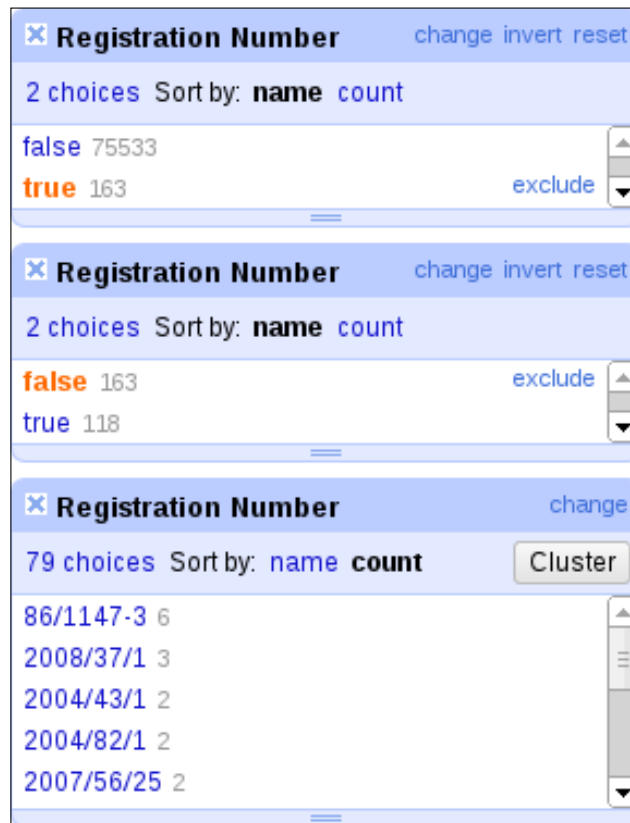 Registration Number change invert reset
2 choices Sort by: name count
false 75533
true 163 exclude
Registration Number change invert reset
2 choices Sort by: name count
false 163 exclude
true 118
Registration Number change
79 choices Sort by: name count Cluster
86/1147-3 6
2008/37/1 3
2004/43/1 2
2004/82/1 2
2007/56/25 2